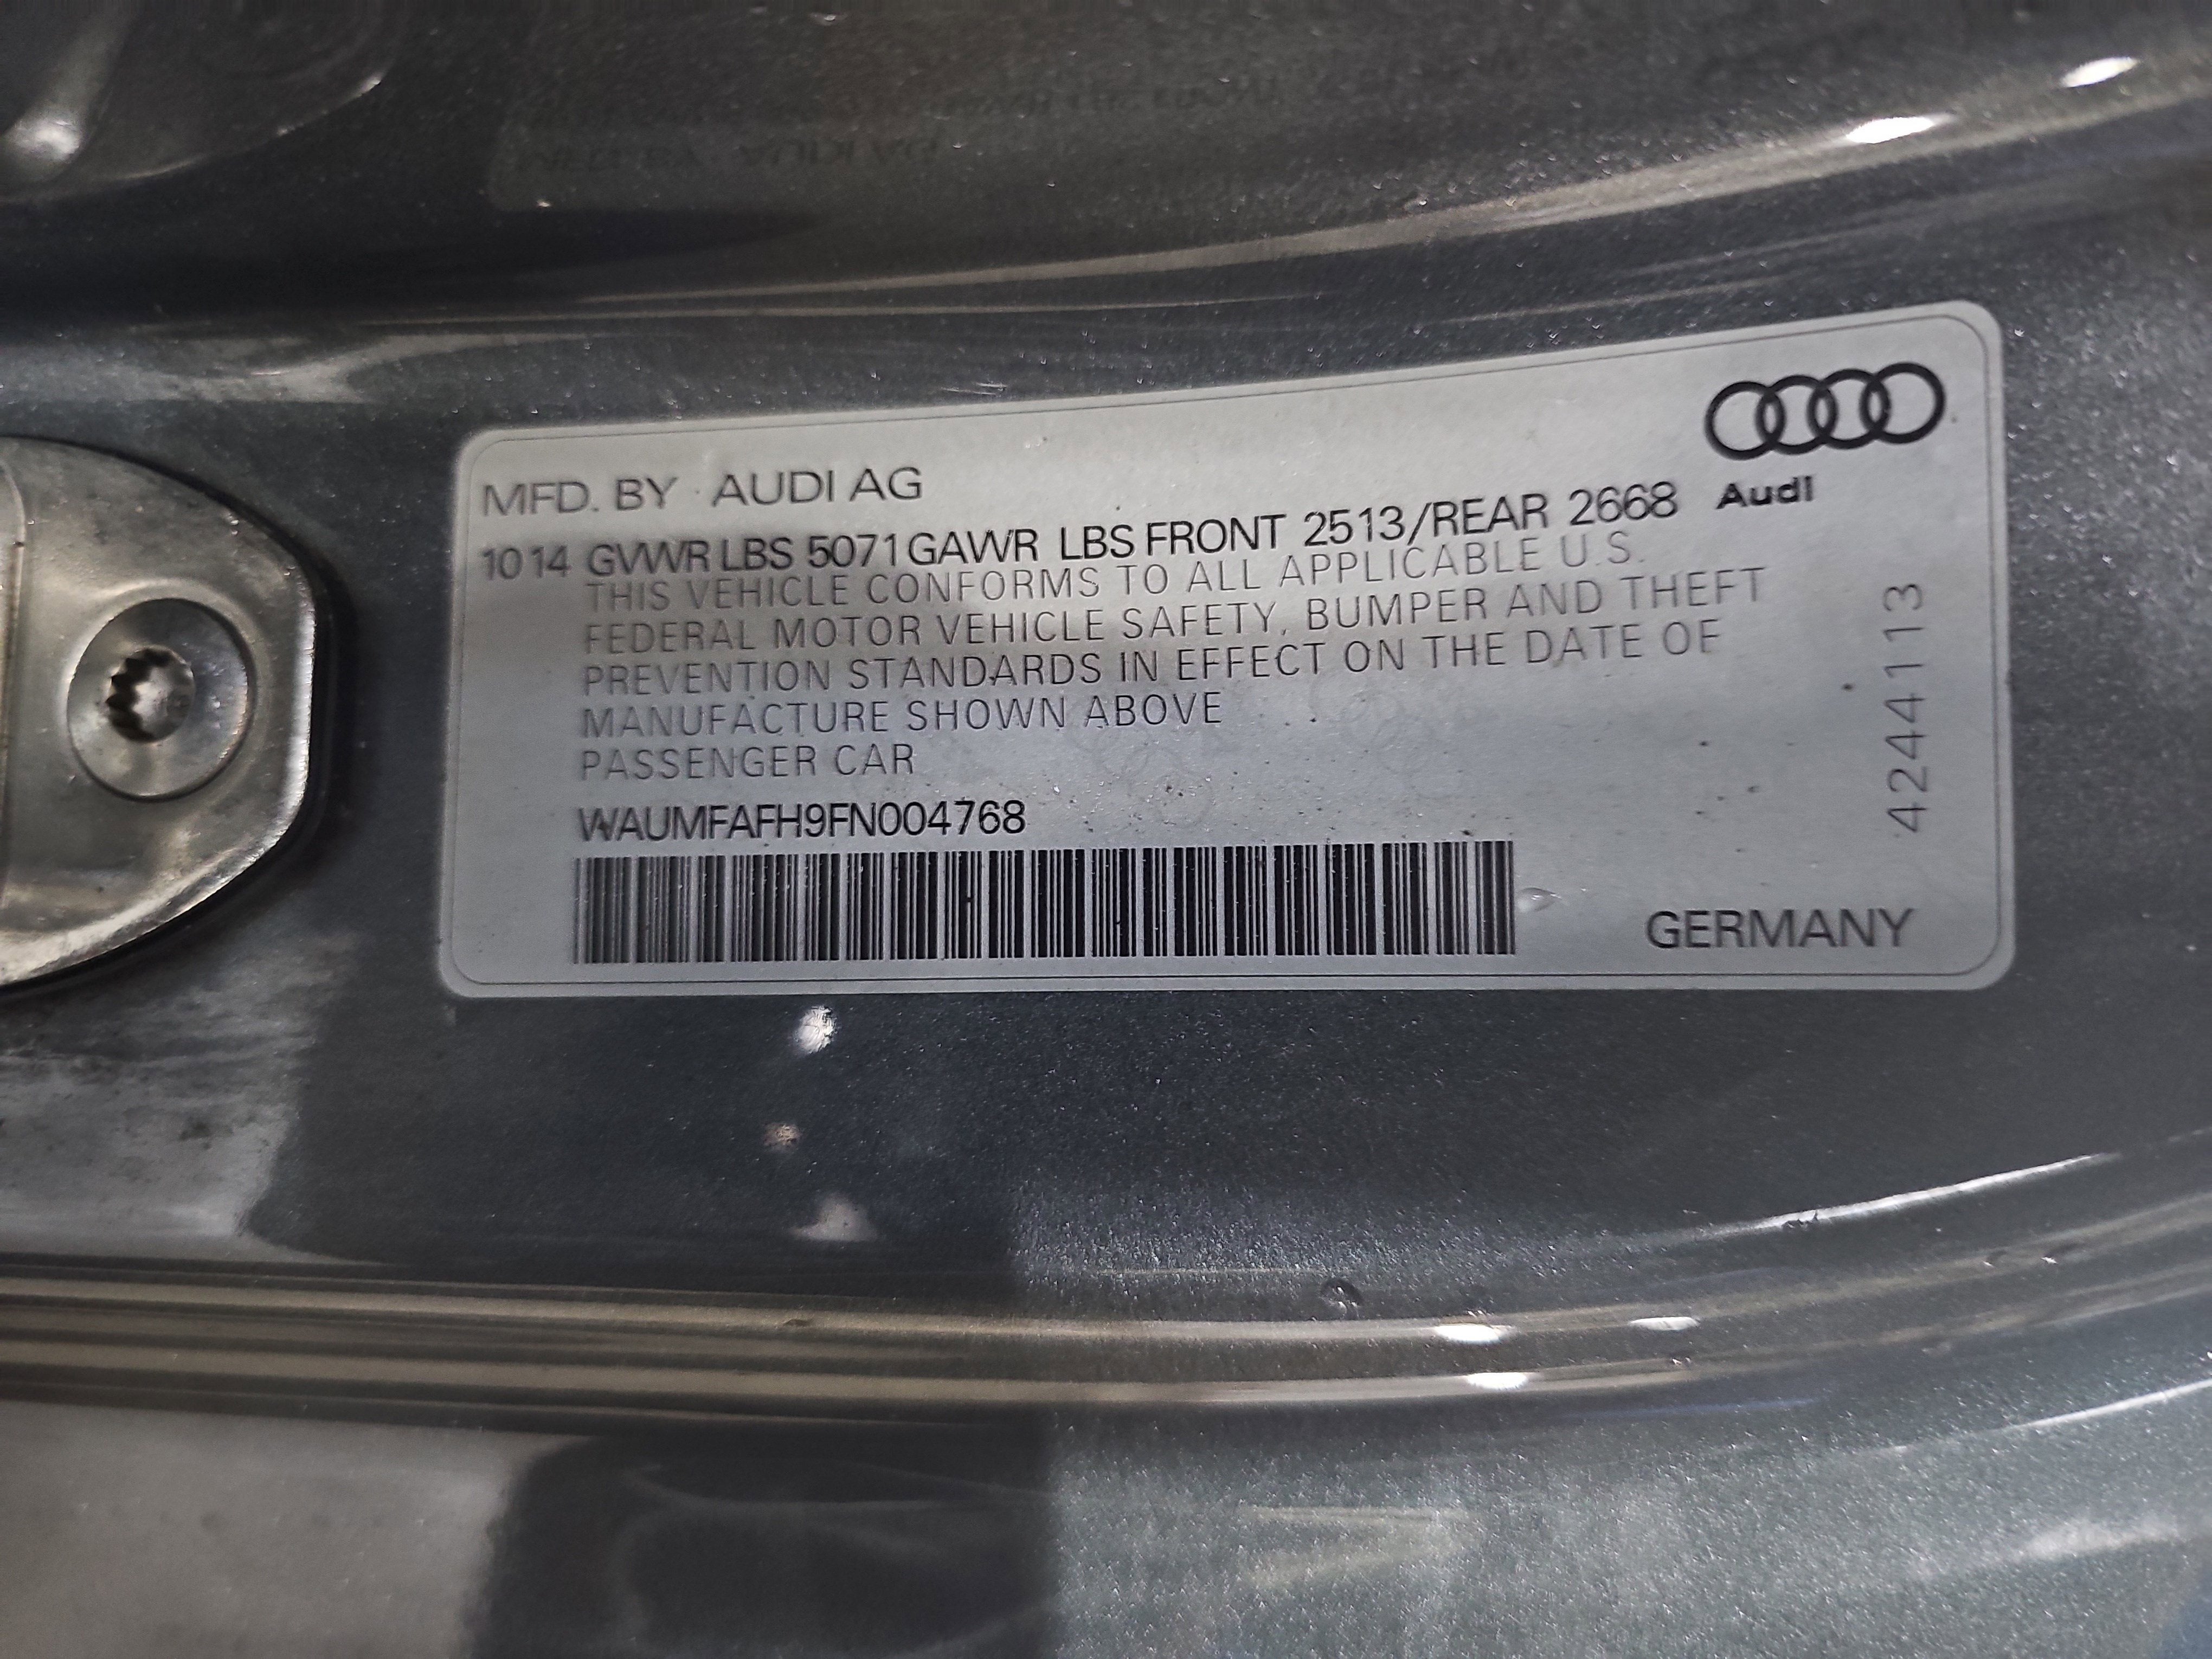 MFD. BY AUDI AG
Audi
1014 GVWR LBS 5071 GAWR LBS FRONT 2513/REAR 2668
THIS VEHICLE CONFORMS TO ALL APPLICABLE U.S.
FEDERAL MOTOR VEHICLE SAFETY, BUMPER AND THEFT
PREVENTION STANDARDS IN EFFECT ON THE DATE OF
MANUFACTURE SHOWN ABOVE
PASSENGER CAR
WAUMFAFH9FN004768
4244113
GERMANY